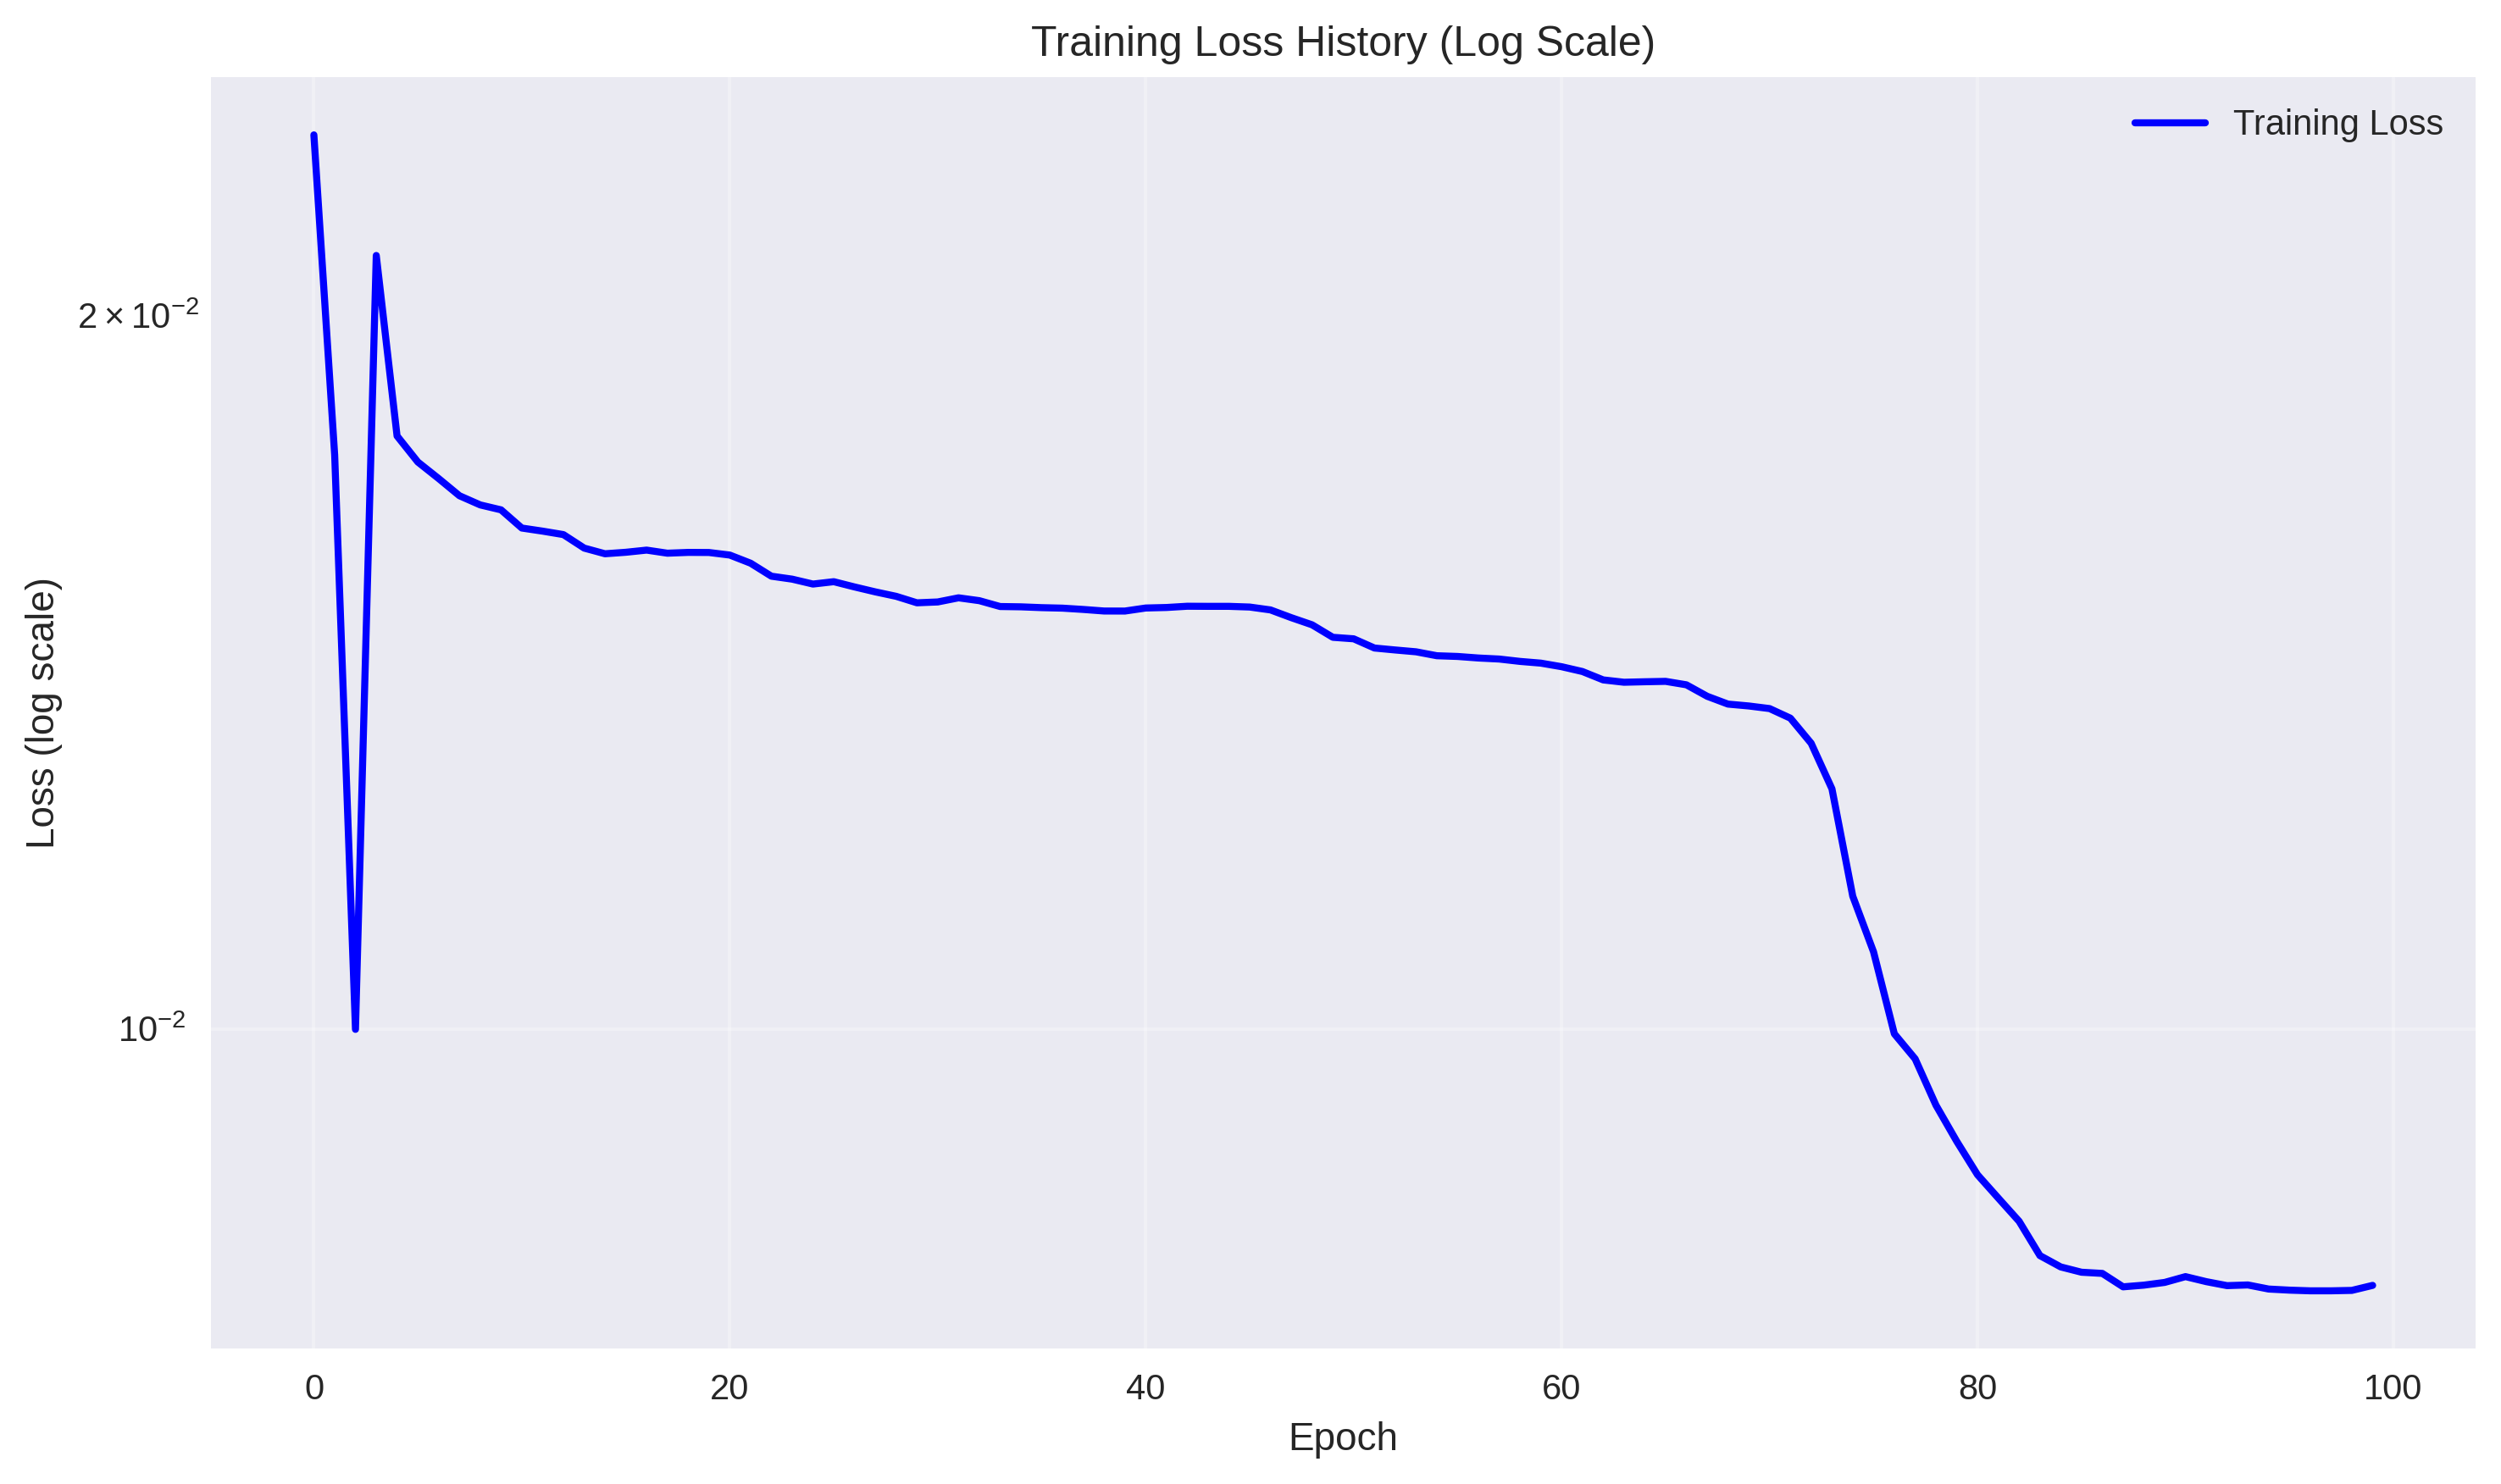 Training Loss History (Log Scale)
Training Loss
2 × 10⁻²
10⁻²
Loss (log scale)
0 20 40 60 80 100
Epoch